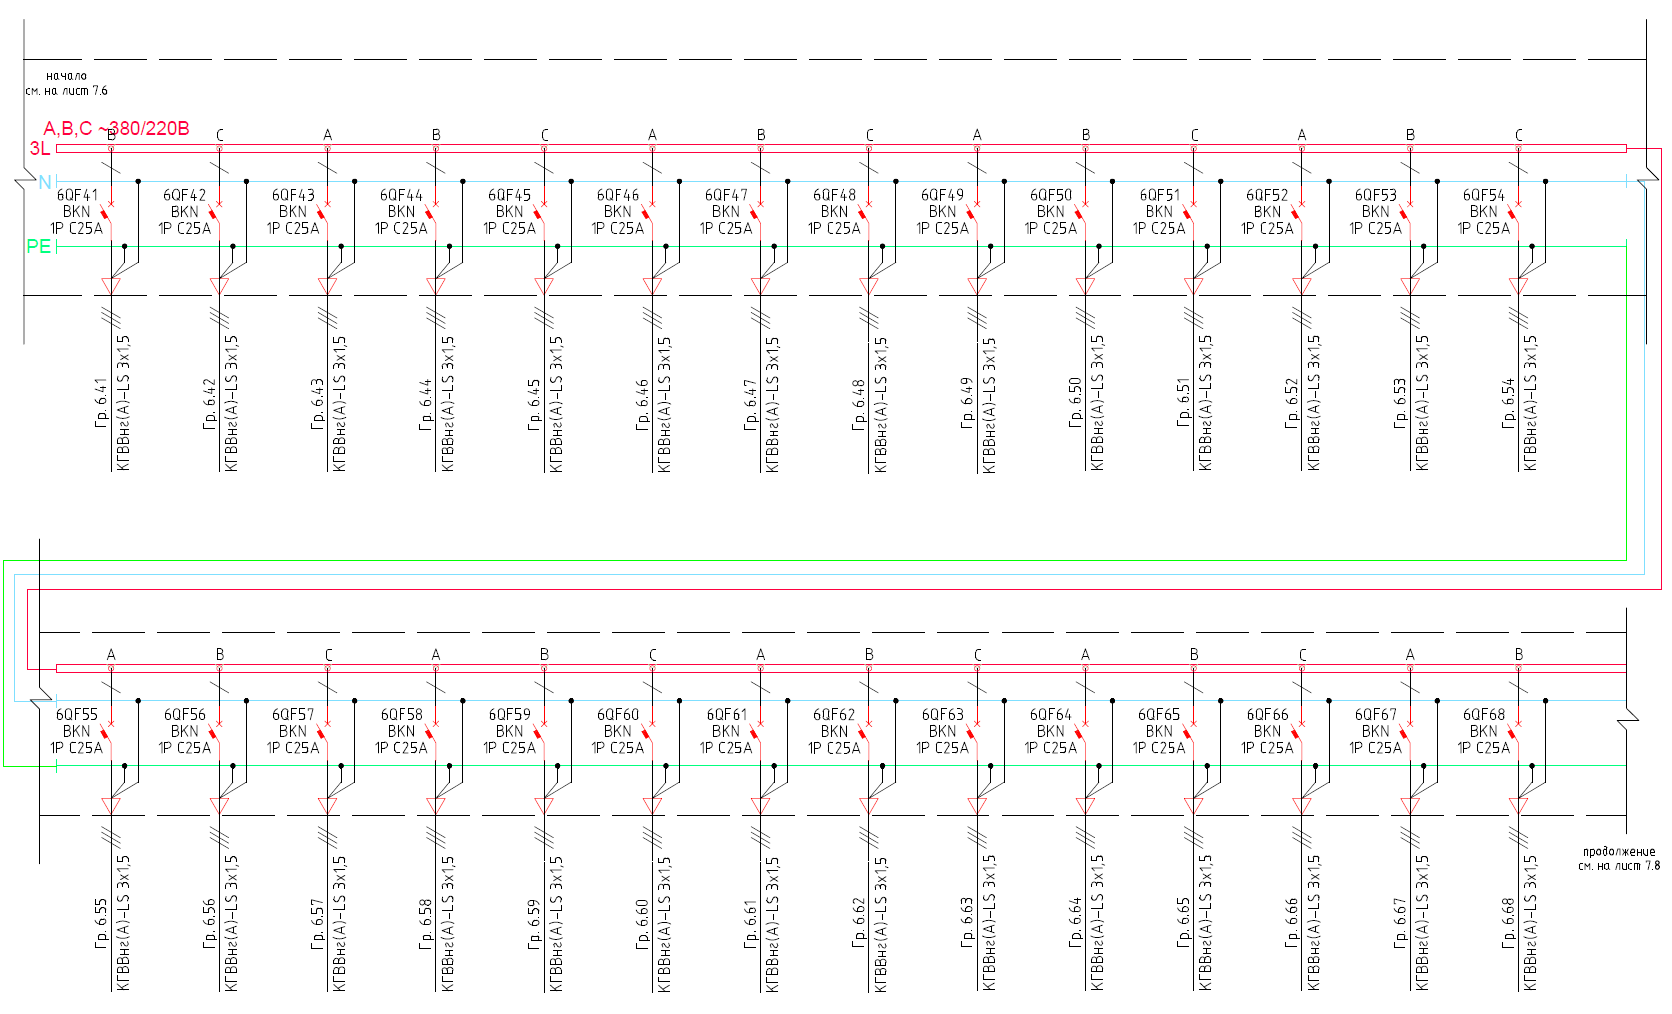 начало
см. на лист 7.6
A,B,C ~380/220В
B C A B C A B C A B C A B C
3L
N
6QF41 6QF42 6QF43 6QF44 6QF45 6QF46 6QF47 6QF48 6QF49 6QF50 6QF51 6QF52 6QF53 6QF54
BKN BKN BKN BKN BKN BKN BKN BKN BKN BKN BKN BKN BKN BKN
1P C25A 1P C25A 1P C25A 1P C25A 1P C25A 1P C25A 1P C25A 1P C25A 1P C25A 1P C25A 1P C25A 1P C25A 1P C25A 1P C25A
PE
Гр. 6.41
КГВВнг(А)-LS 3х1,5
Гр. 6.42
КГВВнг(А)-LS 3х1,5
Гр. 6.43
КГВВнг(А)-LS 3х1,5
Гр. 6.44
КГВВнг(А)-LS 3х1,5
Гр. 6.45
КГВВнг(А)-LS 3х1,5
Гр. 6.46
КГВВнг(А)-LS 3х1,5
Гр. 6.47
КГВВнг(А)-LS 3х1,5
Гр. 6.48
КГВВнг(А)-LS 3х1,5
Гр. 6.49
КГВВнг(А)-LS 3х1,5
Гр. 6.50
КГВВнг(А)-LS 3х1,5
Гр. 6.51
КГВВнг(А)-LS 3х1,5
Гр. 6.52
КГВВнг(А)-LS 3х1,5
Гр. 6.53
КГВВнг(А)-LS 3х1,5
Гр. 6.54
КГВВнг(А)-LS 3х1,5
A B C A B C A B C A B C A B
6QF55 6QF56 6QF57 6QF58 6QF59 6QF60 6QF61 6QF62 6QF63 6QF64 6QF65 6QF66 6QF67 6QF68
BKN BKN BKN BKN BKN BKN BKN BKN BKN BKN BKN BKN BKN BKN
1P C25A 1P C25A 1P C25A 1P C25A 1P C25A 1P C25A 1P C25A 1P C25A 1P C25A 1P C25A 1P C25A 1P C25A 1P C25A 1P C25A
Гр. 6.55
КГВВнг(А)-LS 3х1,5
Гр. 6.56
КГВВнг(А)-LS 3х1,5
Гр. 6.57
КГВВнг(А)-LS 3х1,5
Гр. 6.58
КГВВнг(А)-LS 3х1,5
Гр. 6.59
КГВВнг(А)-LS 3х1,5
Гр. 6.60
КГВВнг(А)-LS 3х1,5
Гр. 6.61
КГВВнг(А)-LS 3х1,5
Гр. 6.62
КГВВнг(А)-LS 3х1,5
Гр. 6.63
КГВВнг(А)-LS 3х1,5
Гр. 6.64
КГВВнг(А)-LS 3х1,5
Гр. 6.65
КГВВнг(А)-LS 3х1,5
Гр. 6.66
КГВВнг(А)-LS 3х1,5
Гр. 6.67
КГВВнг(А)-LS 3х1,5
Гр. 6.68
КГВВнг(А)-LS 3х1,5
продолжение
см. на лист 7.8